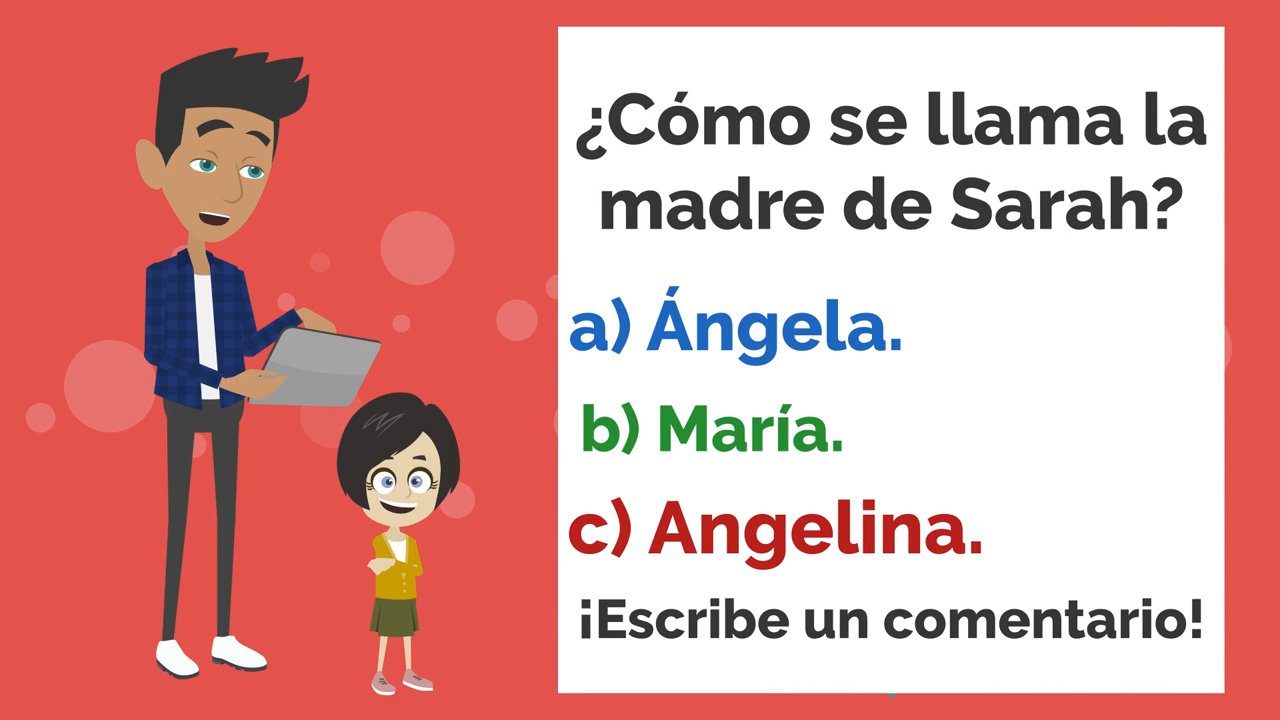 ¿Cómo se llama la
madre de Sarah?
a) Ángela.
b) María.
c) Angelina.
¡Escribe un comentario!